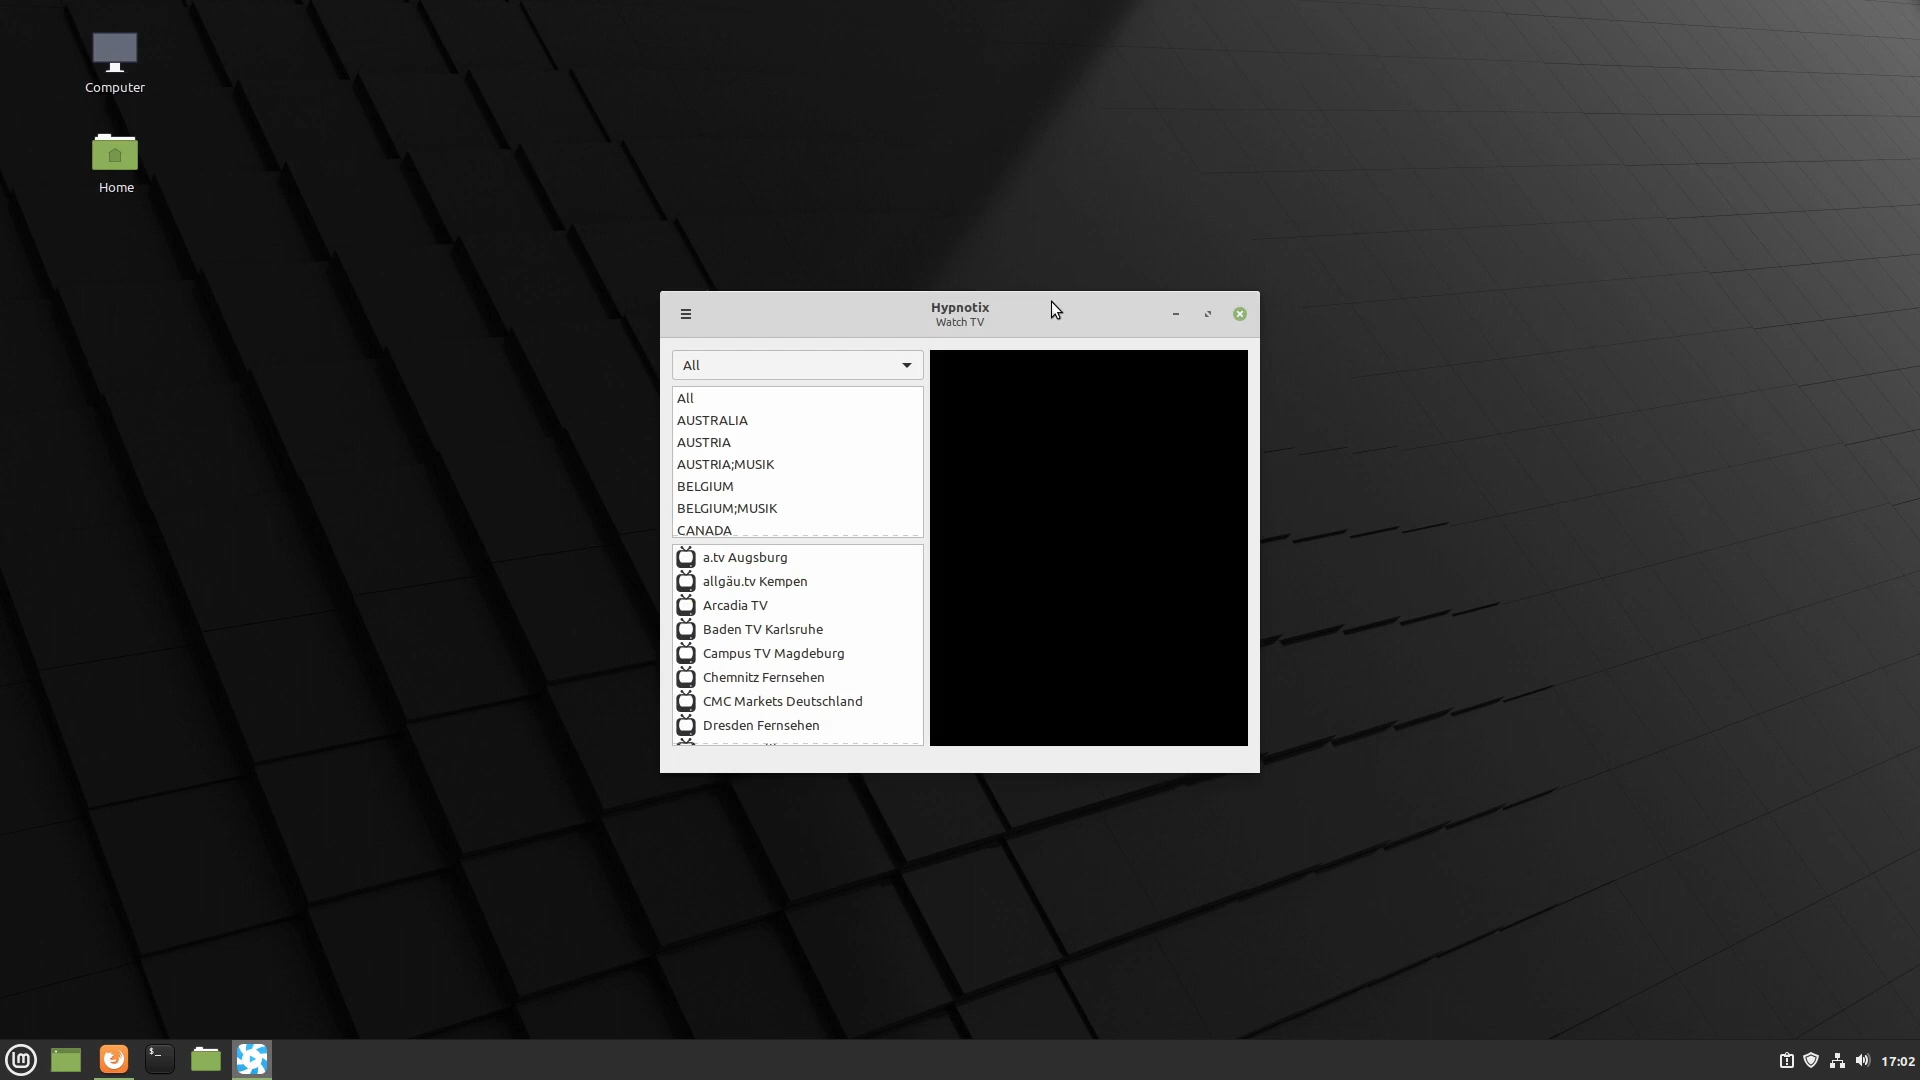 Computer
Home
Hypnotix
Watch TV
All
All
AUSTRALIA
AUSTRIA
AUSTRIA;MUSIK
BELGIUM
BELGIUM;MUSIK
CANADA
a.tv Augsburg
allgäu.tv Kempen
Arcadia TV
Baden TV Karlsruhe
Campus TV Magdeburg
Chemnitz Fernsehen
CMC Markets Deutschland
Dresden Fernsehen
17:02